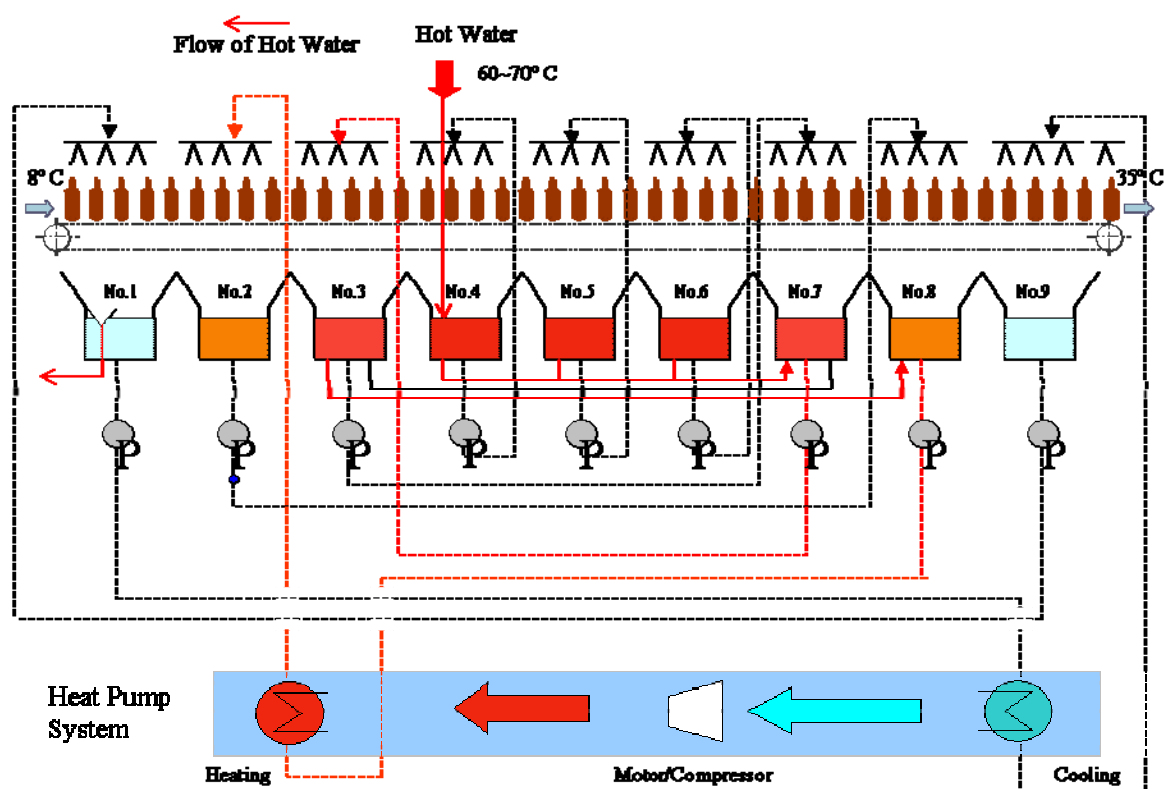 Flow of Hot Water
Hot Water
60~70° C
8° C
35° C
No.1 No.2 No.3 No.4 No.5 No.6 No.7 No.8 No.9
P P P P P P P P P
Heat Pump
System
Heating Motor/Compressor Cooling